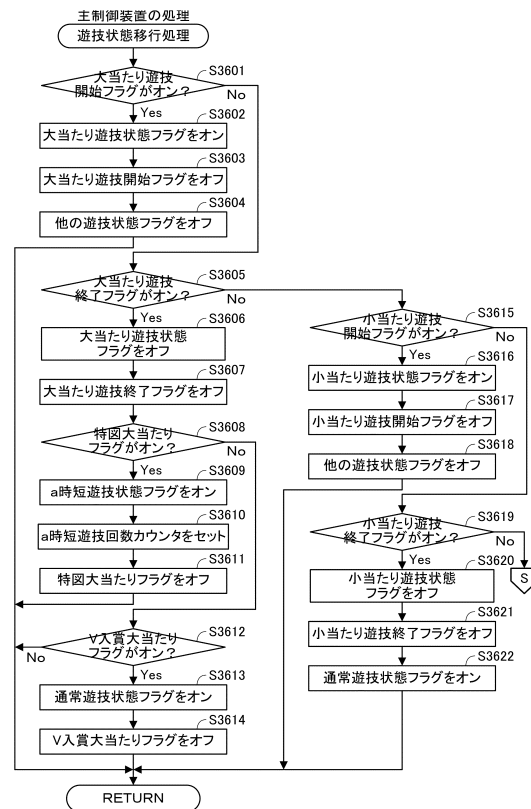 主制御装置の処理
遊技状態移行処理
S3601
大当たり遊技
開始フラグがオン?
No
Yes
S3602
大当たり遊技状態フラグをオン
S3603
大当たり遊技開始フラグをオフ
S3604
他の遊技状態フラグをオフ
S3605
大当たり遊技
終了フラグがオン?
No
Yes
S3606
大当たり遊技状態
フラグをオフ
S3607
大当たり遊技終了フラグをオフ
S3608
特図大当たり
フラグがオン?
No
Yes
S3609
a時短遊技状態フラグをオン
S3610
a時短遊技回数カウンタをセット
S3611
特図大当たりフラグをオフ
S3612
V入賞大当たり
フラグがオン?
No
Yes
S3613
通常遊技状態フラグをオン
S3614
V入賞大当たりフラグをオフ
RETURN
S3615
小当たり遊技
開始フラグがオン?
No
Yes
S3616
小当たり遊技状態フラグをオン
S3617
小当たり遊技開始フラグをオフ
S3618
他の遊技状態フラグをオフ
S3619
小当たり遊技
終了フラグがオン?
No
S
Yes
S3620
小当たり遊技状態
フラグをオフ
S3621
小当たり遊技終了フラグをオフ
S3622
通常遊技状態フラグをオン